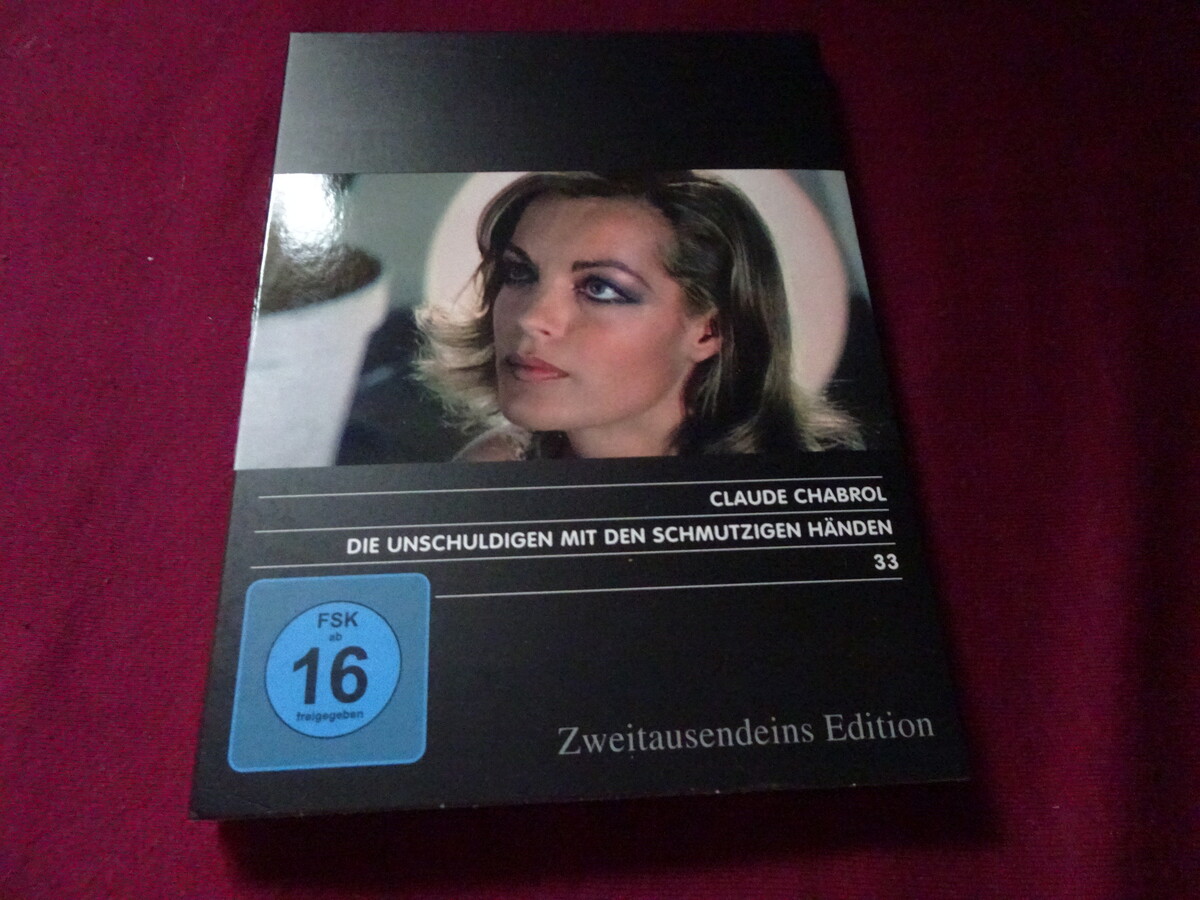 CLAUDE CHABROL
DIE UNSCHULDIGEN MIT DEN SCHMUTZIGEN HÄNDEN
33
FSK
ab
16
freigegeben
Zweitausendeins Edition